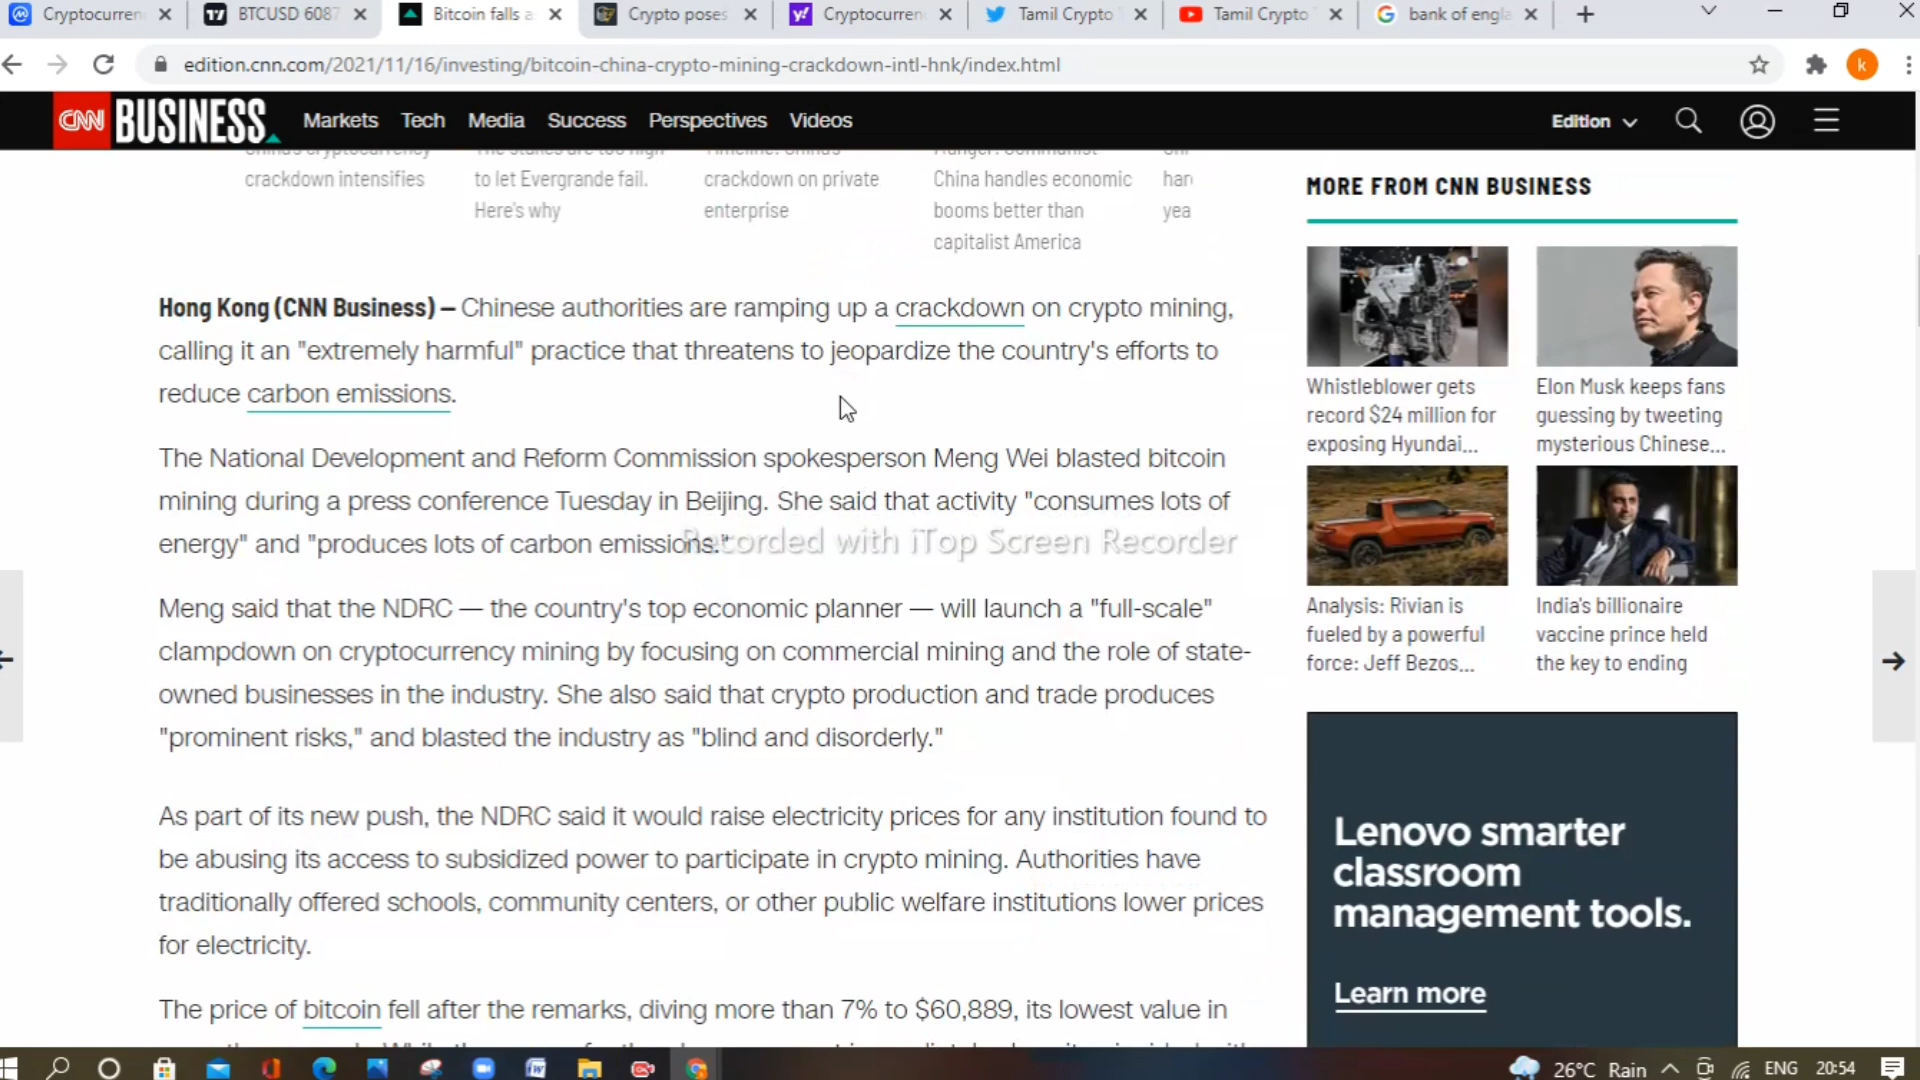 Cryptocurren
BTCUSD 6087
Bitcoin falls a
Crypto poses
Cryptocurren
Tamil Crypto
Tamil Crypto
bank of engla
edition.cnn.com/2021/11/16/investing/bitcoin-china-crypto-mining-crackdown-intl-hnk/index.html
k
CNN BUSINESS Markets Tech Media Success Perspectives Videos Edition
crackdown intensifies
to let Evergrande fail.
Here's why
crackdown on private
enterprise
China handles economic
booms better than
capitalist America
har
yea
Hong Kong (CNN Business) — Chinese authorities are ramping up a crackdown on crypto mining,
calling it an "extremely harmful" practice that threatens to jeopardize the country's efforts to
reduce carbon emissions.
The National Development and Reform Commission spokesperson Meng Wei blasted bitcoin
mining during a press conference Tuesday in Beijing. She said that activity "consumes lots of
energy" and "produces lots of carbon emissions."
Recorded with iTop Screen Recorder
Meng said that the NDRC — the country's top economic planner — will launch a "full-scale"
clampdown on cryptocurrency mining by focusing on commercial mining and the role of state-
owned businesses in the industry. She also said that crypto production and trade produces
"prominent risks," and blasted the industry as "blind and disorderly."
As part of its new push, the NDRC said it would raise electricity prices for any institution found to
be abusing its access to subsidized power to participate in crypto mining. Authorities have
traditionally offered schools, community centers, or other public welfare institutions lower prices
for electricity.
The price of bitcoin fell after the remarks, diving more than 7% to $60,889, its lowest value in
MORE FROM CNN BUSINESS
Whistleblower gets
record $24 million for
exposing Hyundai...
Elon Musk keeps fans
guessing by tweeting
mysterious Chinese...
Analysis: Rivian is
fueled by a powerful
force: Jeff Bezos...
India's billionaire
vaccine prince held
the key to ending
Lenovo smarter
classroom
management tools.
Learn more
26°C Rain ENG 20:54